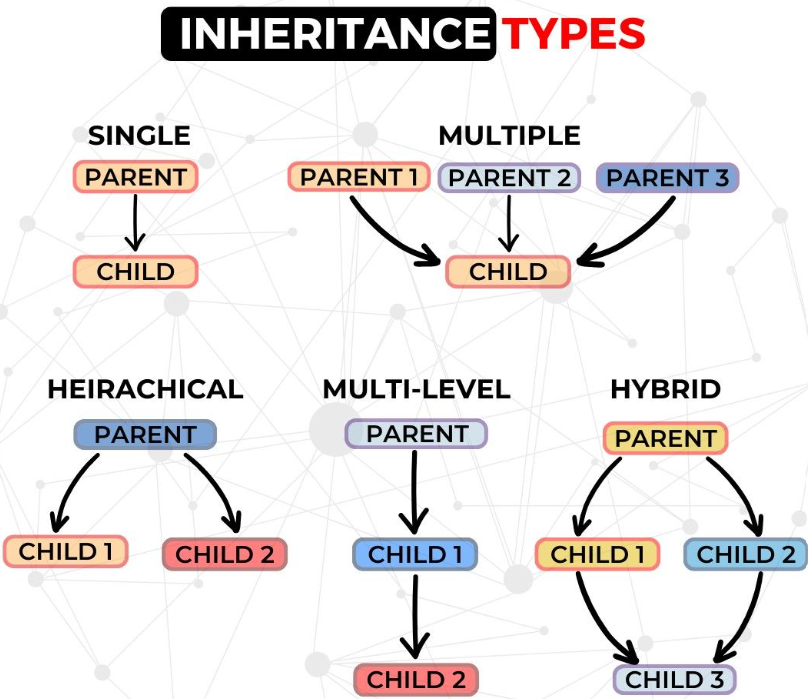 INHERITANCE TYPES
SINGLE
PARENT
CHILD
MULTIPLE
PARENT 1 PARENT 2 PARENT 3
CHILD
HEIRACHICAL
PARENT
CHILD 1 CHILD 2
MULTI-LEVEL
PARENT
CHILD 1
CHILD 2
HYBRID
PARENT
CHILD 1 CHILD 2
CHILD 3